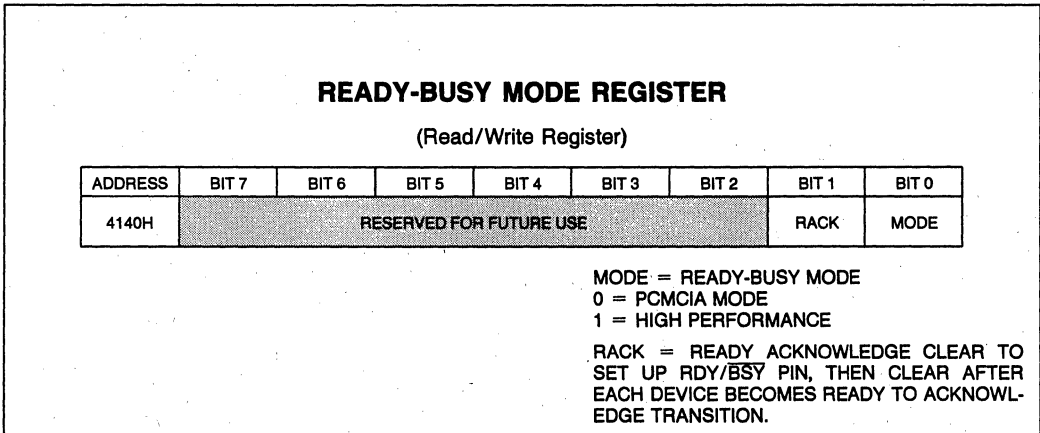 READY-BUSY MODE REGISTER
(Read/Write Register)
ADDRESS BIT 7 BIT 6 BIT 5 BIT 4 BIT 3 BIT 2 BIT 1 BIT 0
4140H RESERVED FOR FUTURE USE RACK MODE
MODE = READY-BUSY MODE
0 = PCMCIA MODE
1 = HIGH PERFORMANCE
RACK = READY ACKNOWLEDGE CLEAR TO
SET UP RDY/B̅S̅Y̅ PIN, THEN CLEAR AFTER
EACH DEVICE BECOMES READY TO ACKNOWL-
EDGE TRANSITION.